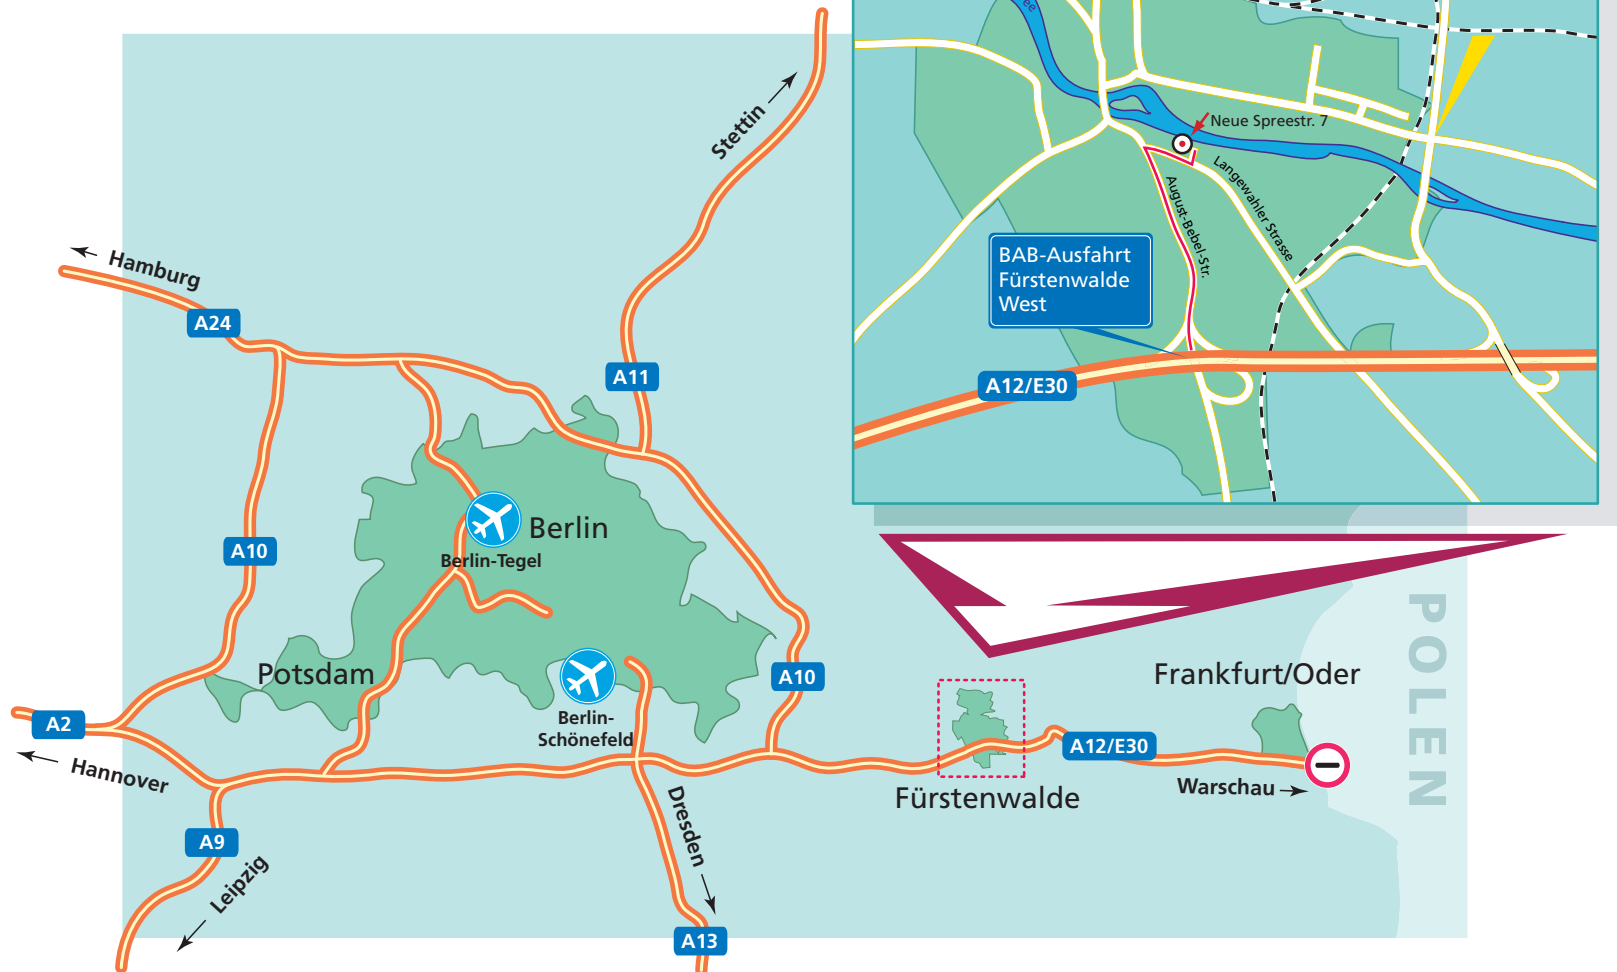 ee
Neue Spreestr. 7
Langewahler Strasse
August-Bebel-Str.
BAB-Ausfahrt
Fürstenwalde
West
A12/E30
Stettin
Hamburg
A24
A11
A10
Berlin
Berlin-Tegel
Potsdam
Berlin-
Schönefeld
A10
A2
Hannover
A9
Leipzig
Dresden
A13
Fürstenwalde
A12/E30
Frankfurt/Oder
Warschau
POLEN